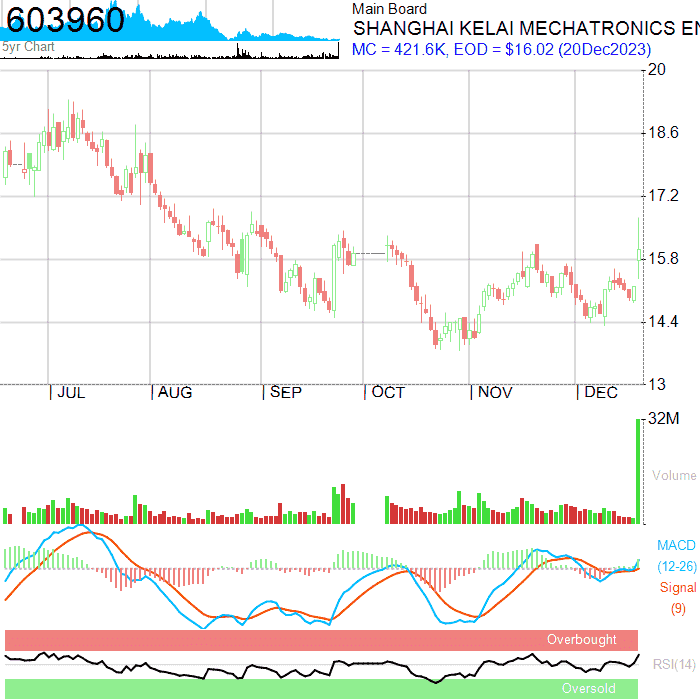 603960
5yr Chart
Main Board
SHANGHAI KELAI MECHATRONICS EN
MC = 421.6K, EOD = $16.02 (20Dec2023)
20
18.6
17.2
15.8
14.4
13
JUL
AUG
SEP
OCT
NOV
DEC
32M
Volume
MACD
(12-26)
Signal
(9)
Overbought
RSI(14)
Oversold